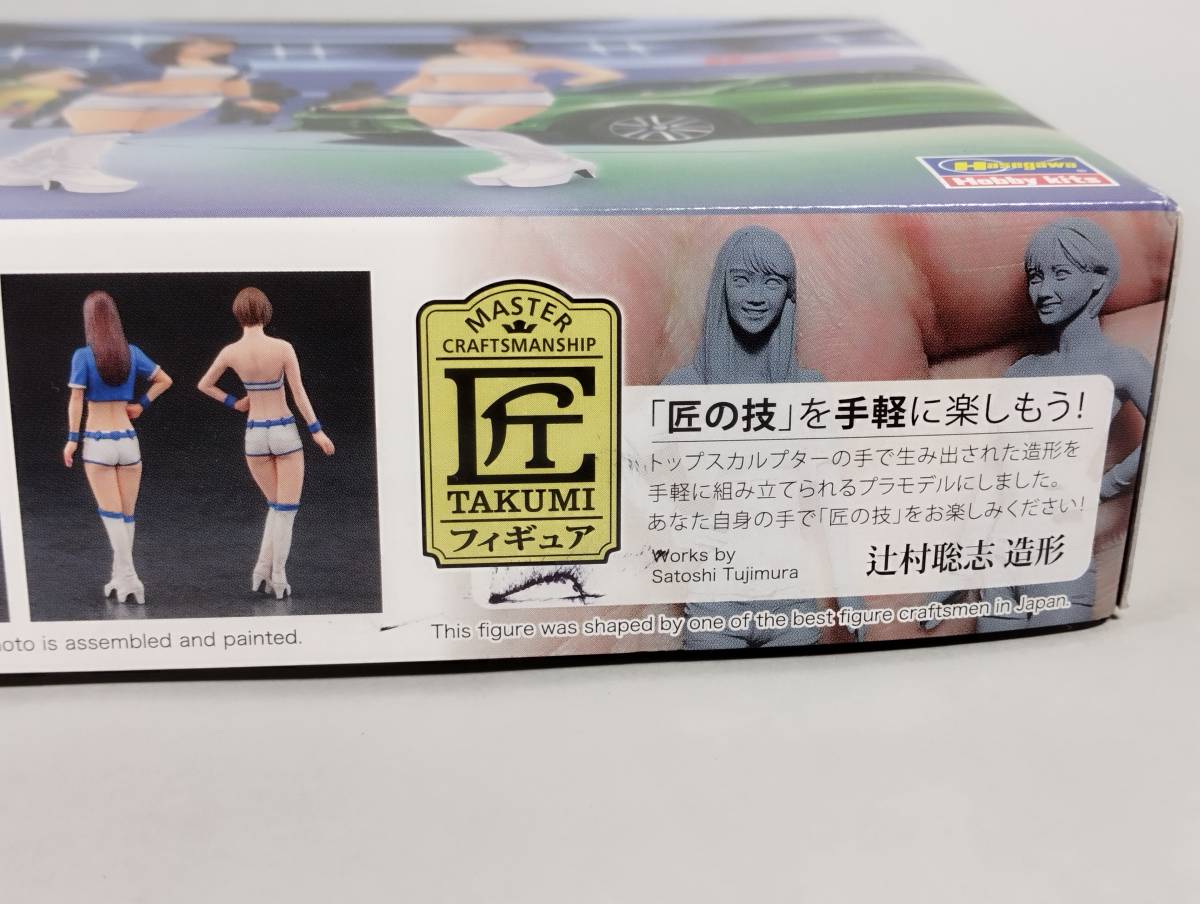 Hasegawa
Hobby kits
MASTER
CRAFTSMANSHIP
匠
TAKUMI
フィギュア
「匠の技」を手軽に楽しもう!
トップスカルプターの手で生み出された造形を
手軽に組み立てられるプラモデルにしました。
あなた自身の手で「匠の技」をお楽しみください!
Works by
Satoshi Tujimura
辻村聡志 造形
This figure was shaped by one of the best figure craftsmen in Japan.
is assembled and painted.